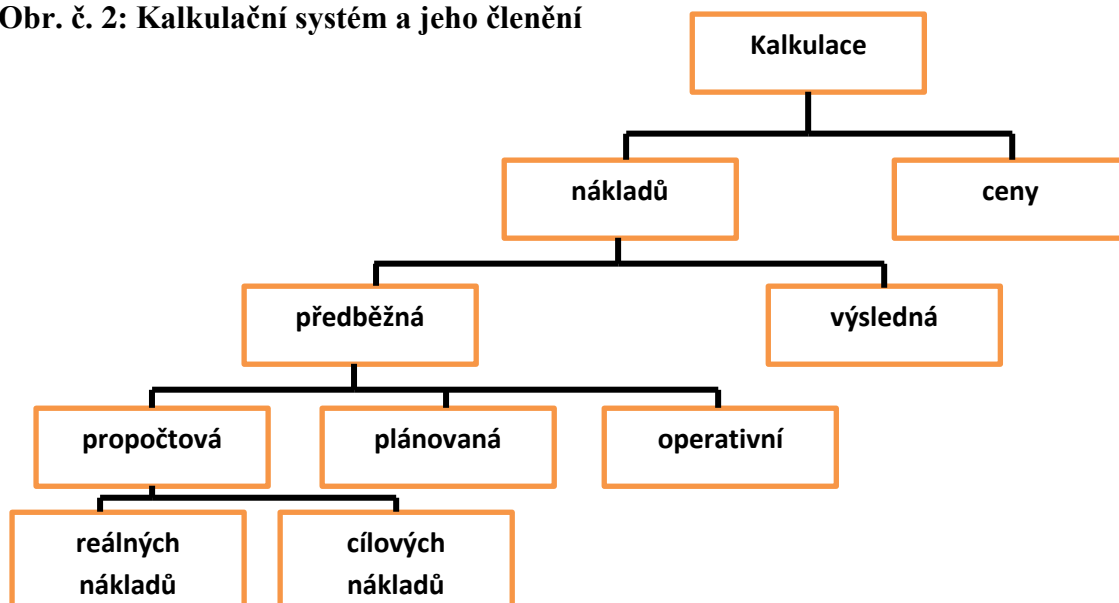 Obr. č. 2: Kalkulační systém a jeho členění
Kalkulace
nákladů
ceny
předběžná
výsledná
propočtová
plánovaná
operativní
reálných
nákladů
cílových
nákladů